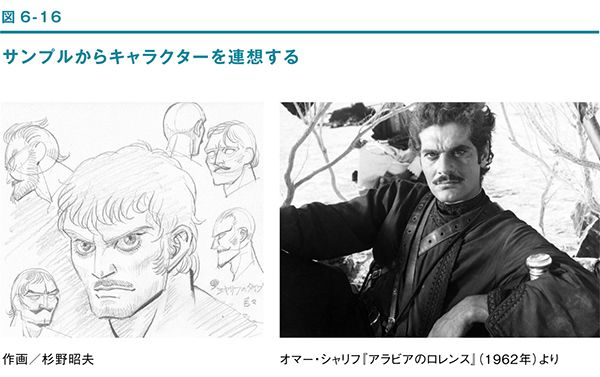 図 6-16
サンプルからキャラクターを連想する
作画／杉野昭夫
オマー・シャリフ『アラビアのロレンス』（1962年）より